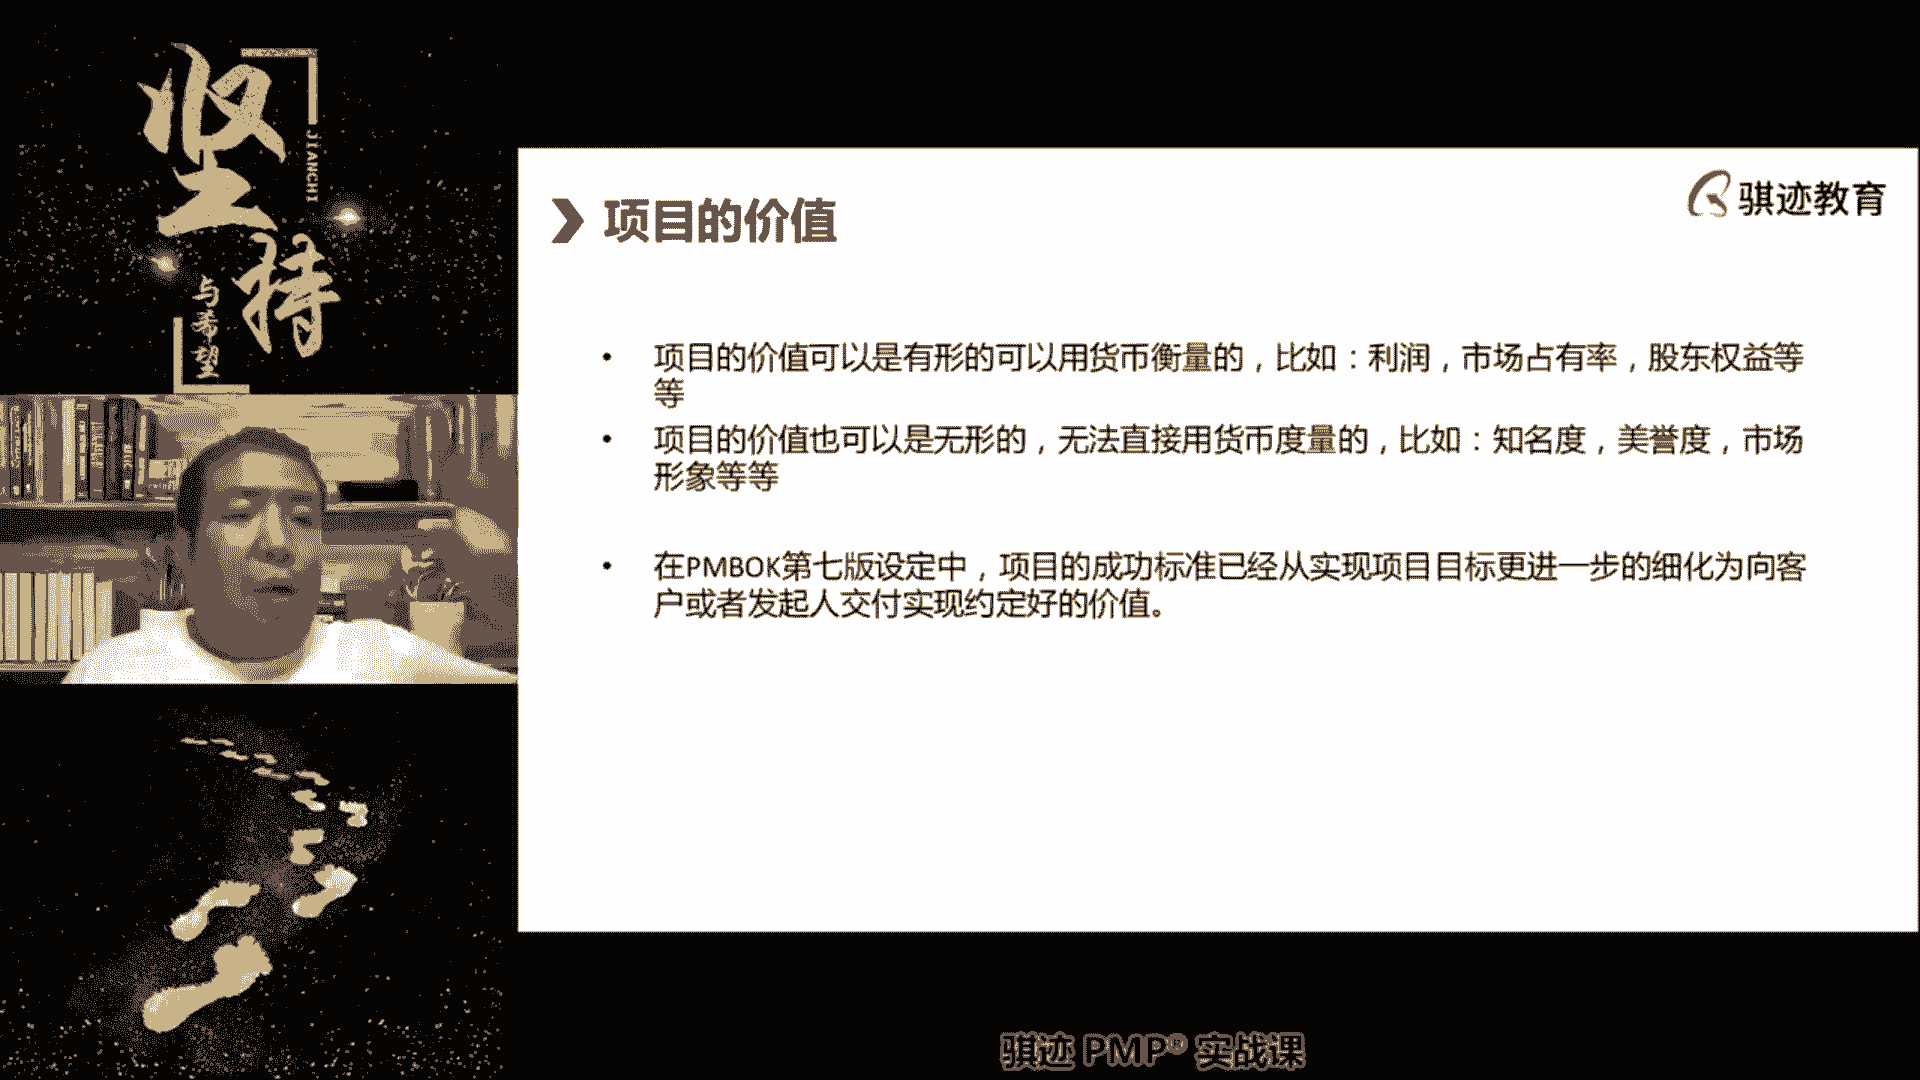 坚持
JIANCHI
与希望
骐迹教育
项目的价值
• 项目的价值可以是有形的可以用货币衡量的，比如：利润，市场占有率，股东权益等
等
• 项目的价值也可以是无形的，无法直接用货币度量的，比如：知名度，美誉度，市场
形象等等
• 在PMBOK第七版设定中，项目的成功标准已经从实现项目目标更进一步的细化为向客
户或者发起人交付实现约定好的价值。
骐迹 PMP® 实战课